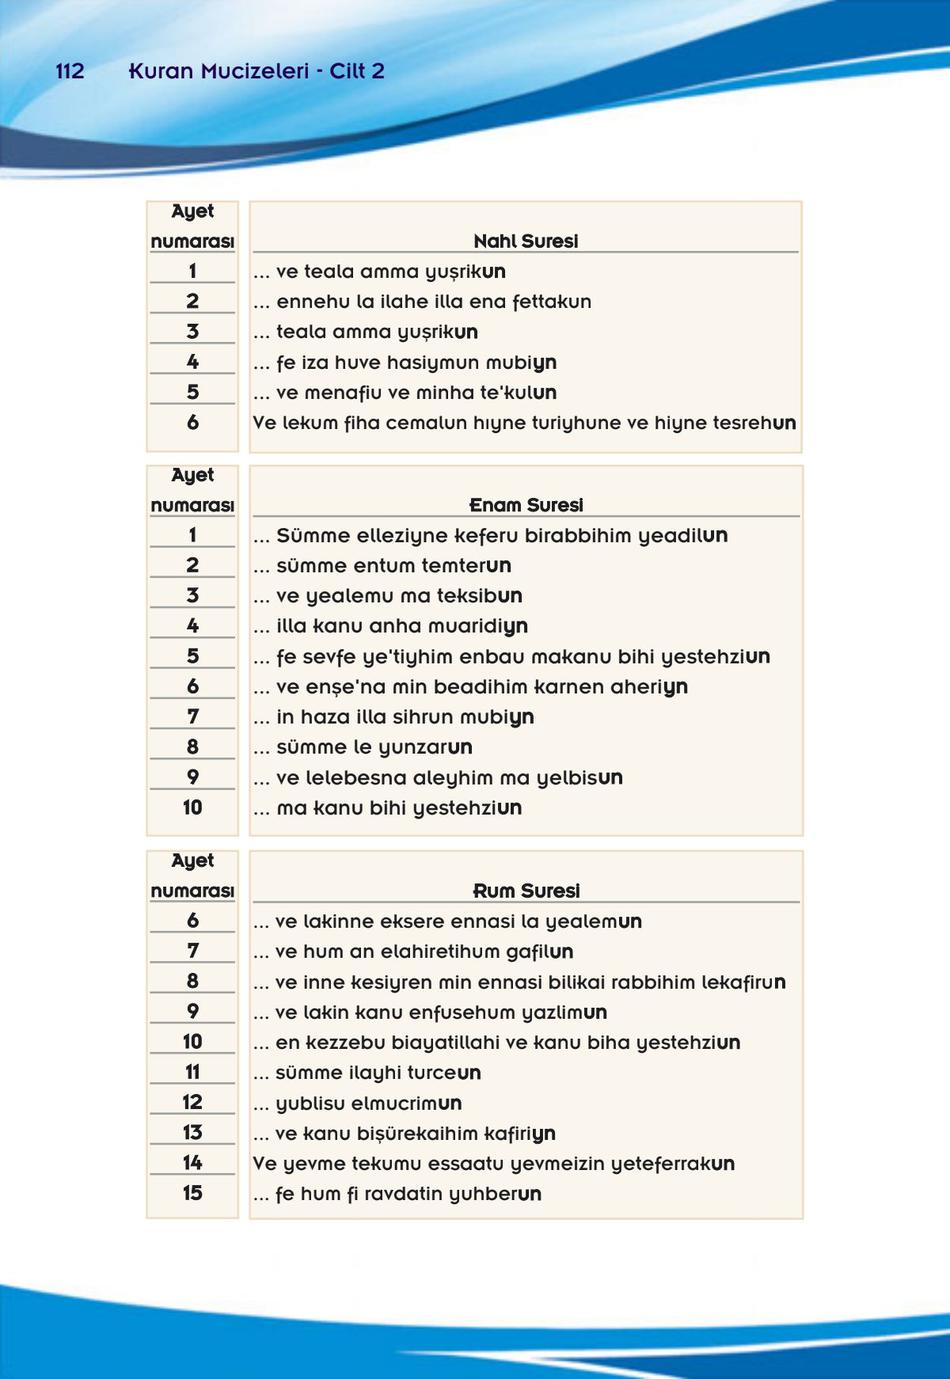 112 Kuran Mucizeleri - Cilt 2
Ayet
numarası Nahl Suresi
1 ... ve teala amma yuşrikun
2 ... ennehu la ilahe illa ena fettakun
3 ... teala amma yuşrikun
4 ... fe iza huve hasiymun mubiyn
5 ... ve menafiu ve minha te'kulun
6 Ve lekum fiha cemalun hıyne turiyhune ve hiyne tesrehun
Ayet
numarası Enam Suresi
1 ... Sümme elleziyne keferu birabbihim yeadilun
2 ... sümme entum temterun
3 ... ve yealemu ma teksibun
4 ... illa kanu anha muaridiyn
5 ... fe sevfe ye'tiyhim enbau makanu bihi yestehziun
6 ... ve enşe'na min beadihim karnen aheriyn
7 ... in haza illa sihrun mubiyn
8 ... sümme le yunzarun
9 ... ve lelebesna aleyhim ma yelbisun
10 ... ma kanu bihi yestehziun
Ayet
numarası Rum Suresi
6 ... ve lakinne eksere ennasi la yealemun
7 ... ve hum an elahiretihum gafilun
8 ... ve inne kesiyren min ennasi bilikai rabbihim lekafirun
9 ... ve lakin kanu enfusehum yazlimun
10 ... en kezzebu biayatillahi ve kanu biha yestehziun
11 ... sümme ilayhi turceun
12 ... yublisu elmucrimun
13 ... ve kanu bişürekaihim kafiriyn
14 Ve yevme tekumu essaatu yevmeizin yeteferrakun
15 ... fe hum fi ravdatin yuhberun